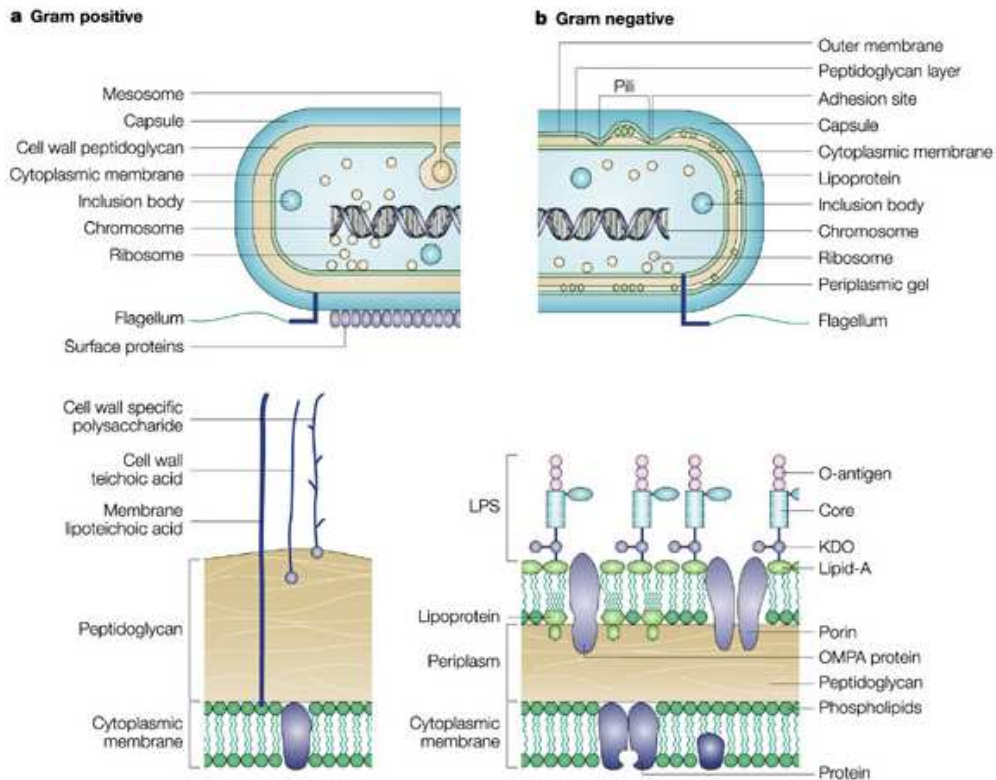 a Gram positive
Mesosome
Capsule
Cell wall peptidoglycan
Cytoplasmic membrane
Inclusion body
Chromosome
Ribosome
Flagellum
Surface proteins
b Gram negative
Pili
Outer membrane
Peptidoglycan layer
Adhesion site
Capsule
Cytoplasmic membrane
Lipoprotein
Inclusion body
Chromosome
Ribosome
Periplasmic gel
Flagellum
Cell wall specific
polysaccharide
Cell wall
teichoic acid
Membrane
lipoteichoic acid
Peptidoglycan
Cytoplasmic
membrane
LPS
Lipoprotein
Periplasm
Cytoplasmic
membrane
O-antigen
Core
KDO
Lipid-A
Porin
OMPA protein
Peptidoglycan
Phospholipids
Protein